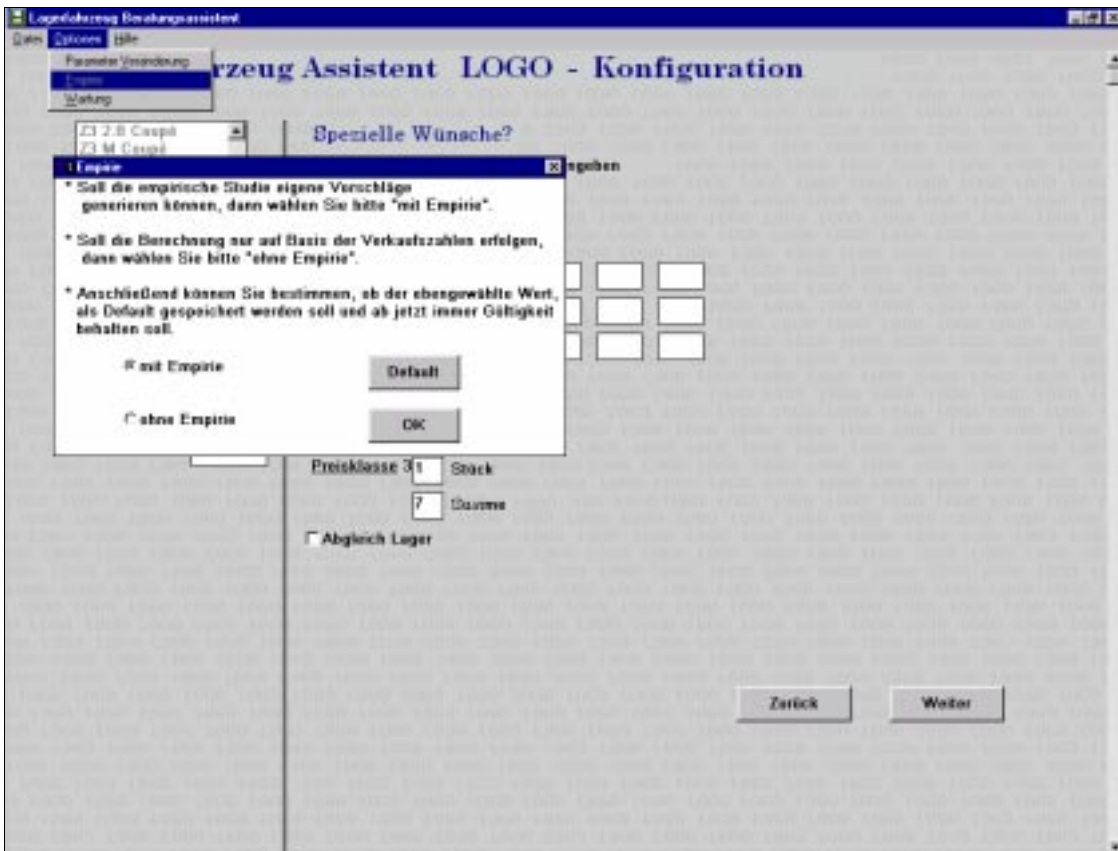 Lagerfahrzeug Beratungsassistent
Datei Optionen Hilfe
Parameter Veränderung
Empirie
Wartung
rzeug Assistent LOGO - Konfiguration
Z3 2.8 Coupé
Z3 M Coupé
Spezielle Wünsche?
ngeben
Empirie
* Soll die empirische Studie eigene Vorschläge
generieren können, dann wählen Sie bitte "mit Empirie".
* Soll die Berechnung nur auf Basis der Verkaufszahlen erfolgen,
dann wählen Sie bitte "ohne Empirie".
* Anschließend können Sie bestimmen, ob der ebengewählte Wert,
als Default gespeichert werden soll und ab jetzt immer Gültigkeit
behalten soll.
mit Empirie
Default
ohne Empirie
OK
Preisklasse 3 1 Stück
7 Summe
Abgleich Lager
Zurück
Weiter